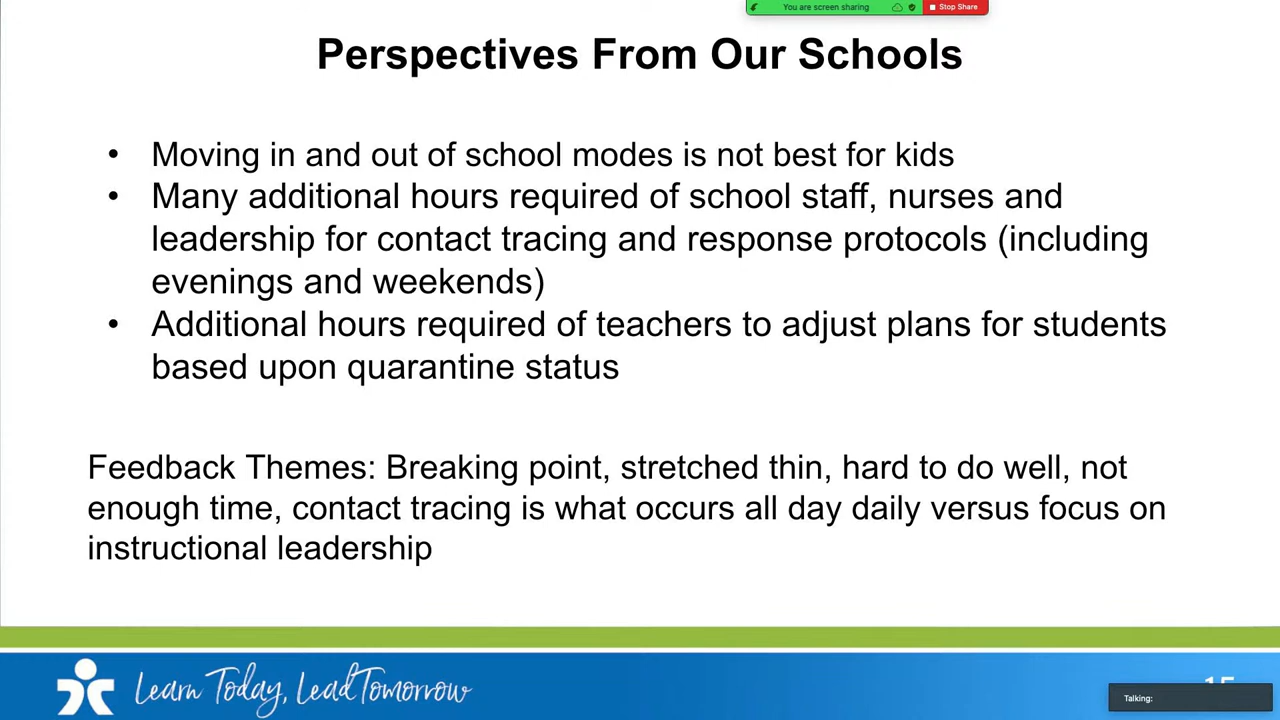 You are screen sharing
Stop Share
Perspectives From Our Schools
• Moving in and out of school modes is not best for kids
• Many additional hours required of school staff, nurses and
leadership for contact tracing and response protocols (including
evenings and weekends)
• Additional hours required of teachers to adjust plans for students
based upon quarantine status
Feedback Themes: Breaking point, stretched thin, hard to do well, not
enough time, contact tracing is what occurs all day daily versus focus on
instructional leadership
Learn Today, Lead Tomorrow
Talking: